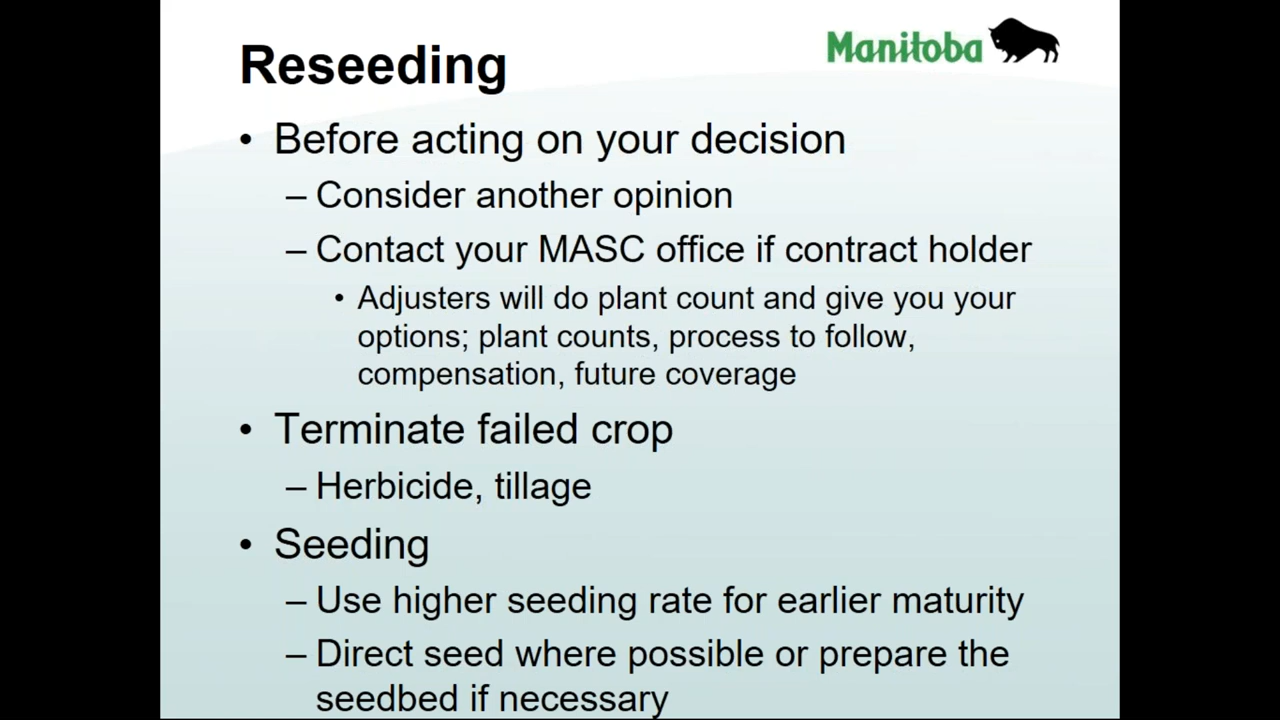 Reseeding
Manitoba
• Before acting on your decision
– Consider another opinion
– Contact your MASC office if contract holder
• Adjusters will do plant count and give you your
options; plant counts, process to follow,
compensation, future coverage
• Terminate failed crop
– Herbicide, tillage
• Seeding
– Use higher seeding rate for earlier maturity
– Direct seed where possible or prepare the
seedbed if necessary